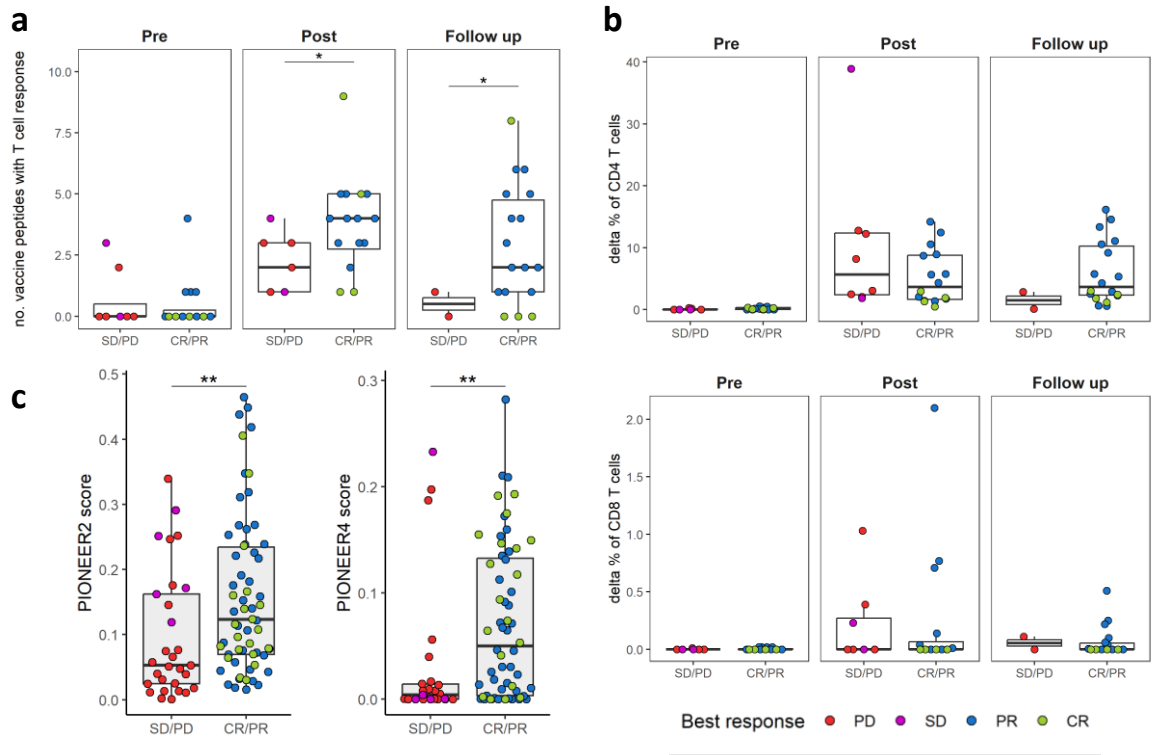 a
Pre
Post
Follow up
no. vaccine peptides with T cell response
10.0
7.5
5.0
2.5
0.0
*
*
SD/PD
CR/PR
SD/PD
CR/PR
SD/PD
CR/PR
b
Pre
Post
Follow up
delta % of CD4 T cells
40
30
20
10
0
SD/PD
CR/PR
SD/PD
CR/PR
SD/PD
CR/PR
Pre
Post
Follow up
delta % of CD8 T cells
2.0
1.5
1.0
0.5
0.0
SD/PD
CR/PR
SD/PD
CR/PR
SD/PD
CR/PR
c
PIONEER2 score
0.5
0.4
0.3
0.2
0.1
0.0
**
SD/PD
CR/PR
PIONEER4 score
0.3
0.2
0.1
0.0
**
SD/PD
CR/PR
Best response PD SD PR CR